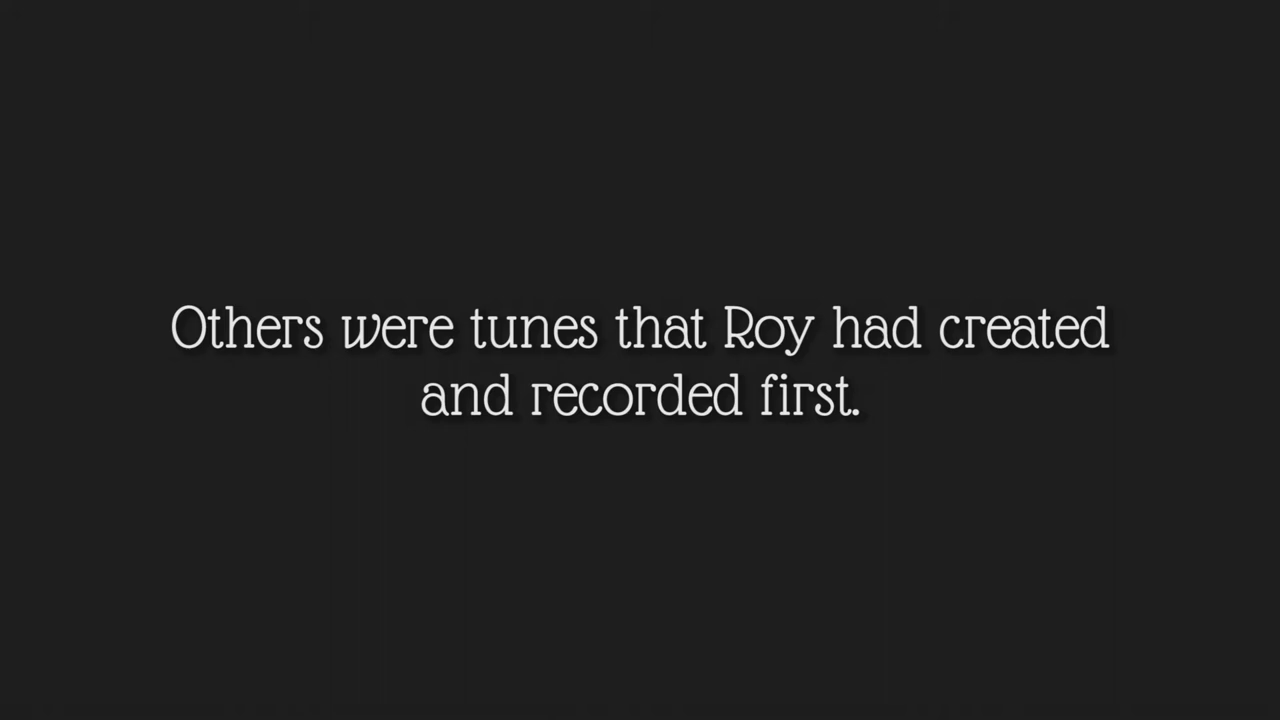 Others were tunes that Roy had created
and recorded first.